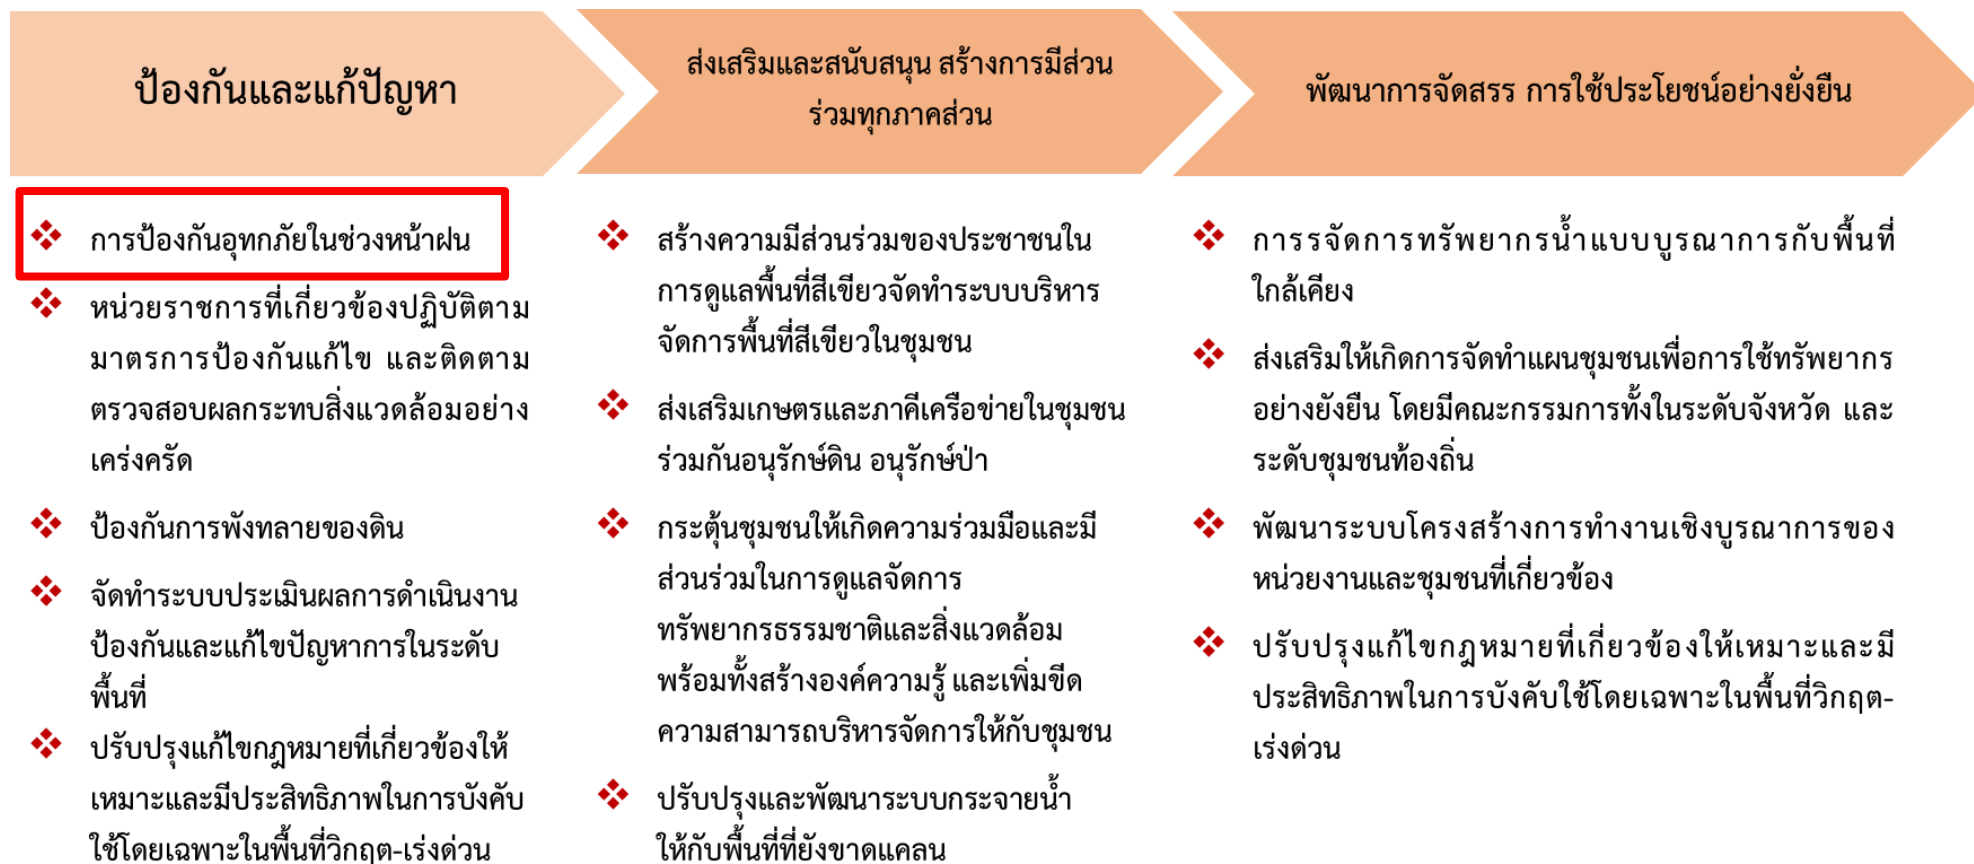 ป้องกันและแก้ปัญหา
ส่งเสริมและสนับสนุน สร้างการมีส่วน
ร่วมทุกภาคส่วน
พัฒนาการจัดสรร การใช้ประโยชน์อย่างยั่งยืน
การป้องกันอุทกภัยในช่วงหน้าฝน
หน่วยราชการที่เกี่ยวข้องปฏิบัติตาม
มาตรการป้องกันแก้ไข และติดตาม
ตรวจสอบผลกระทบสิ่งแวดล้อมอย่าง
เคร่งครัด
ป้องกันการพังทลายของดิน
จัดทำระบบประเมินผลการดำเนินงาน
ป้องกันและแก้ไขปัญหาการในระดับ
พื้นที่
ปรับปรุงแก้ไขกฎหมายที่เกี่ยวข้องให้
เหมาะและมีประสิทธิภาพในการบังคับ
ใช้โดยเฉพาะในพื้นที่วิกฤต-เร่งด่วน
สร้างความมีส่วนร่วมของประชาชนใน
การดูแลพื้นที่สีเขียวจัดทำระบบบริหาร
จัดการพื้นที่สีเขียวในชุมชน
ส่งเสริมเกษตรและภาคีเครือข่ายในชุมชน
ร่วมกันอนุรักษ์ดิน อนุรักษ์ป่า
กระตุ้นชุมชนให้เกิดความร่วมมือและมี
ส่วนร่วมในการดูแลจัดการ
ทรัพยากรธรรมชาติและสิ่งแวดล้อม
พร้อมทั้งสร้างองค์ความรู้ และเพิ่มขีด
ความสามารถบริหารจัดการให้กับชุมชน
ปรับปรุงและพัฒนาระบบกระจายน้ำ
ให้กับพื้นที่ที่ยังขาดแคลน
การรจัดการทรัพยากรน้ำแบบบูรณาการกับพื้นที่
ใกล้เคียง
ส่งเสริมให้เกิดการจัดทำแผนชุมชนเพื่อการใช้ทรัพยากร
อย่างยังยืน โดยมีคณะกรรมการทั้งในระดับจังหวัด และ
ระดับชุมชนท้องถิ่น
พัฒนาระบบโครงสร้างการทำงานเชิงบูรณาการของ
หน่วยงานและชุมชนที่เกี่ยวข้อง
ปรับปรุงแก้ไขกฎหมายที่เกี่ยวข้องให้เหมาะและมี
ประสิทธิภาพในการบังคับใช้โดยเฉพาะในพื้นที่วิกฤต-
เร่งด่วน